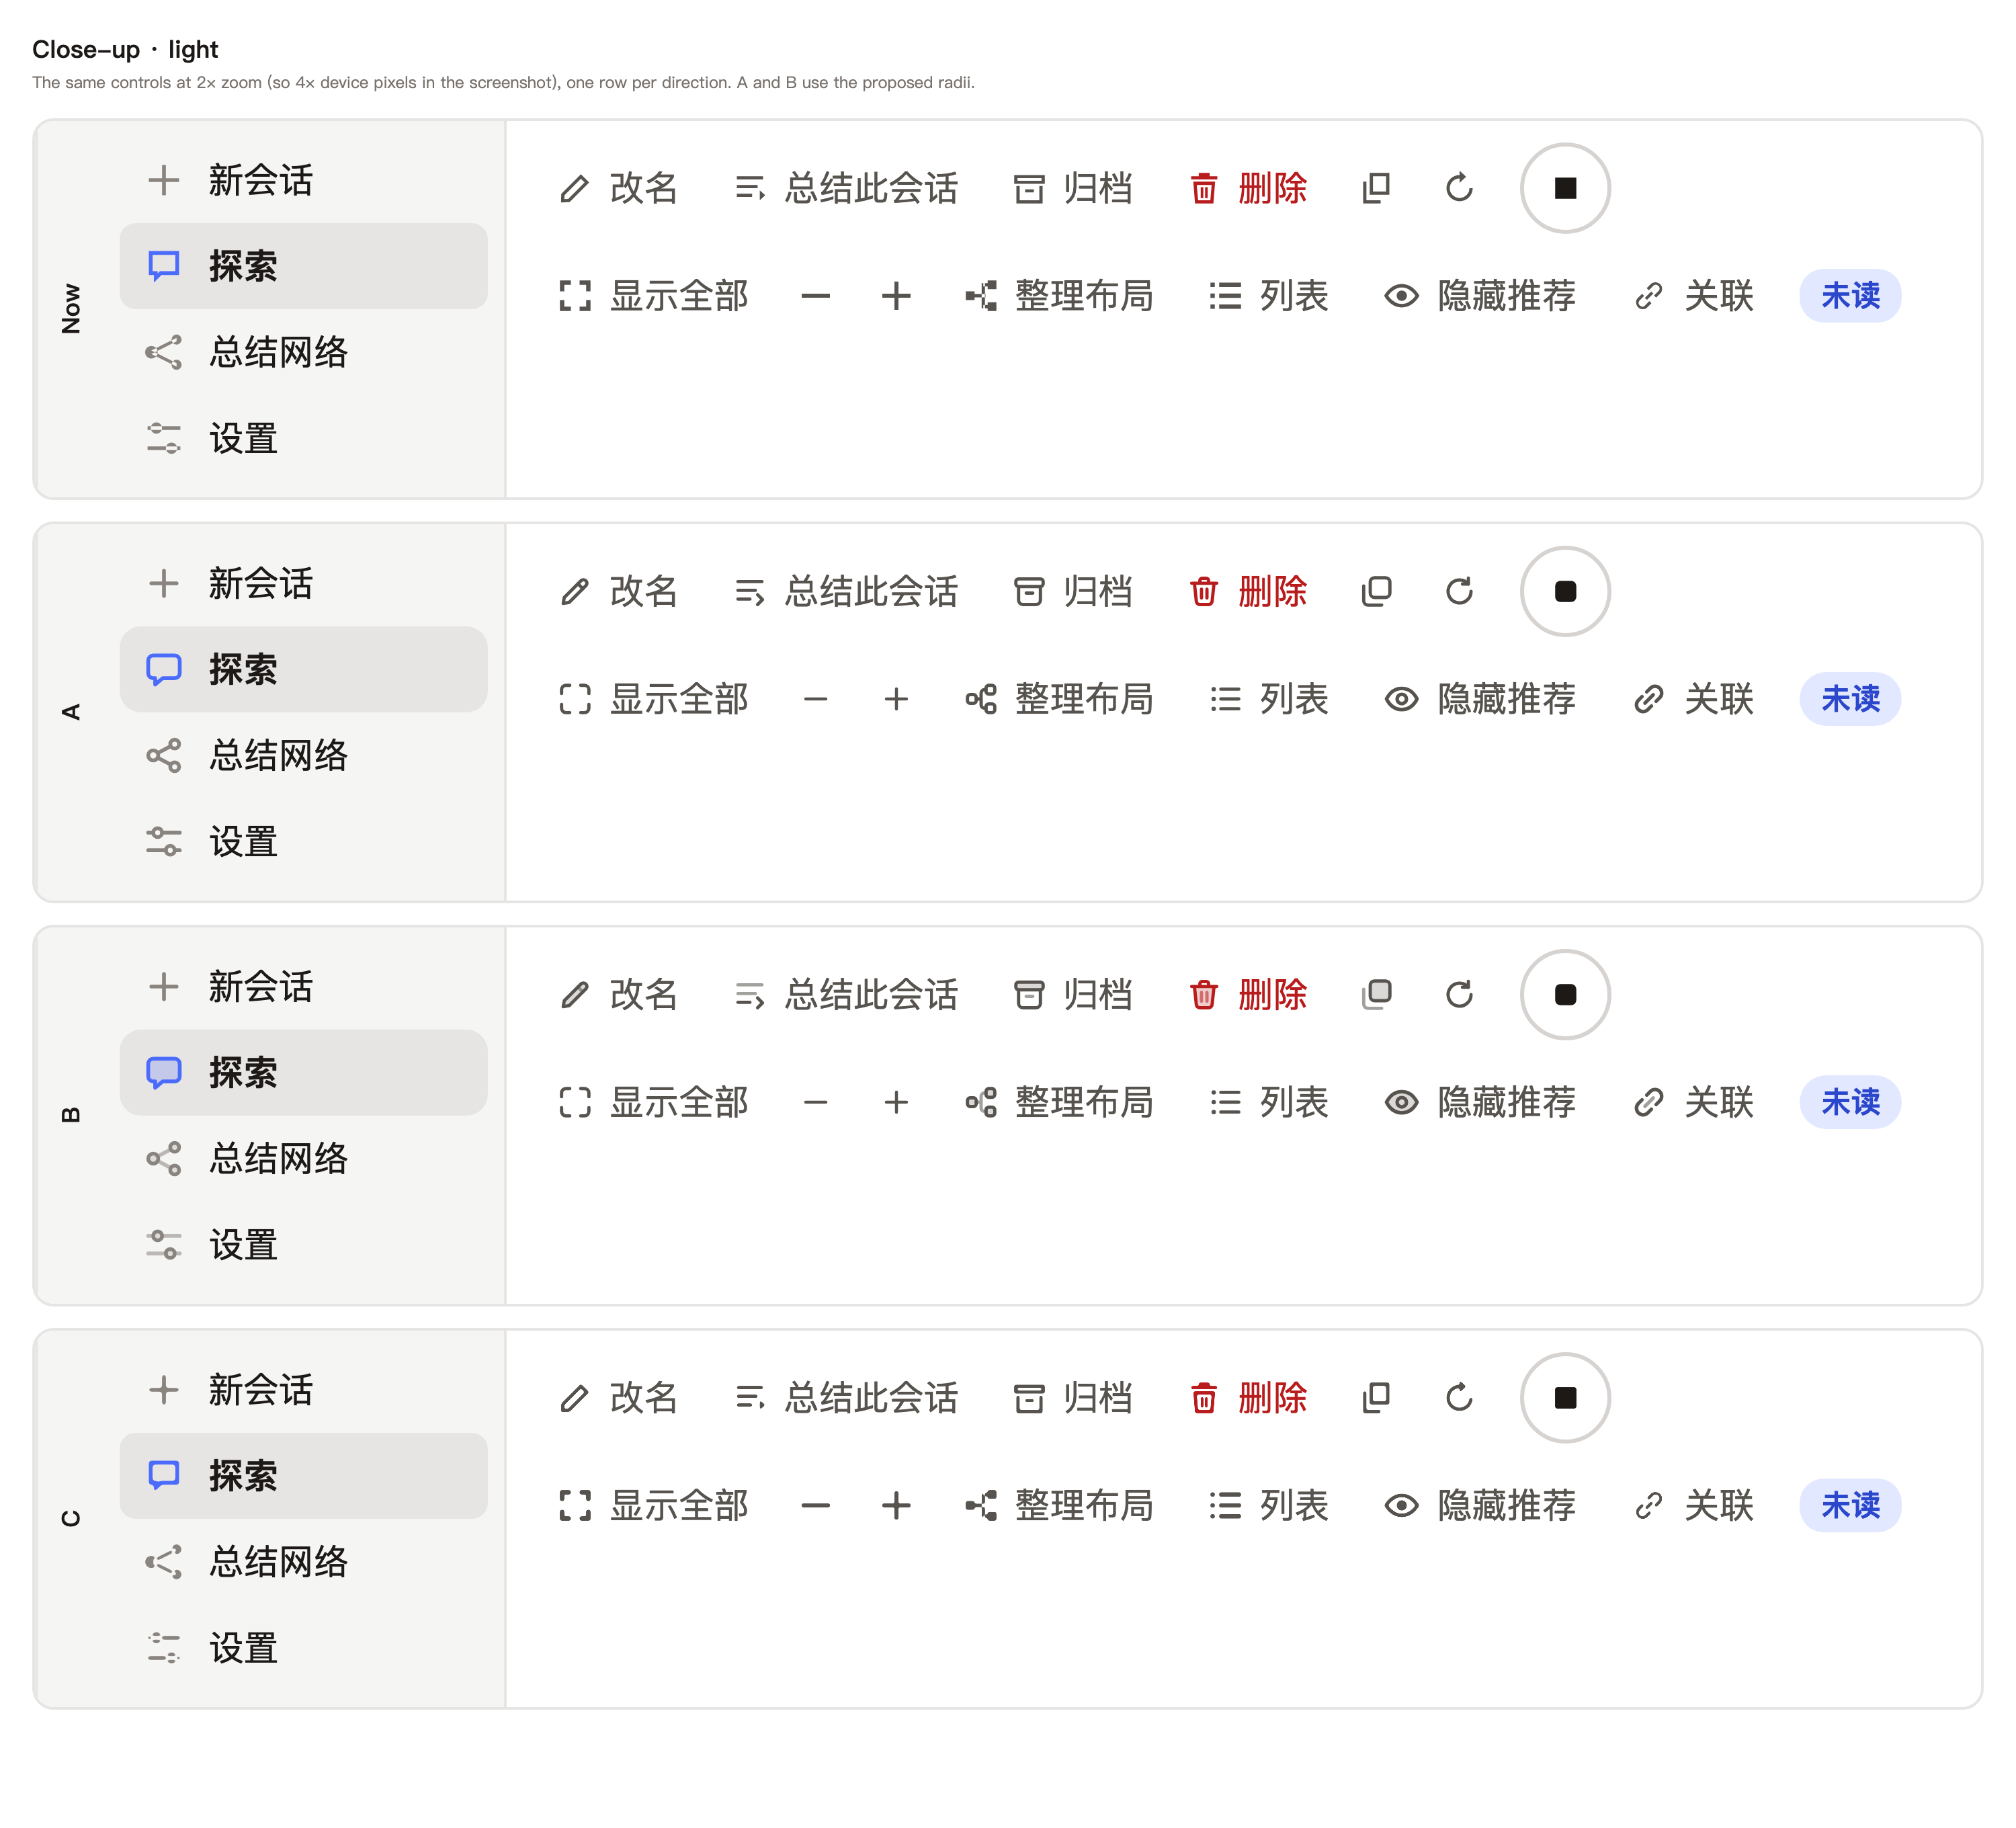 Close-up · light
The same controls at 2× zoom (so 4× device pixels in the screenshot), one row per direction. A and B use the proposed radii.
Now
新会话
探索
总结网络
设置
改名 总结此会话 归档 删除
显示全部 整理布局 列表 隐藏推荐 关联 未读
A
新会话
探索
总结网络
设置
改名 总结此会话 归档 删除
显示全部 整理布局 列表 隐藏推荐 关联 未读
B
新会话
探索
总结网络
设置
改名 总结此会话 归档 删除
显示全部 整理布局 列表 隐藏推荐 关联 未读
C
新会话
探索
总结网络
设置
改名 总结此会话 归档 删除
显示全部 整理布局 列表 隐藏推荐 关联 未读